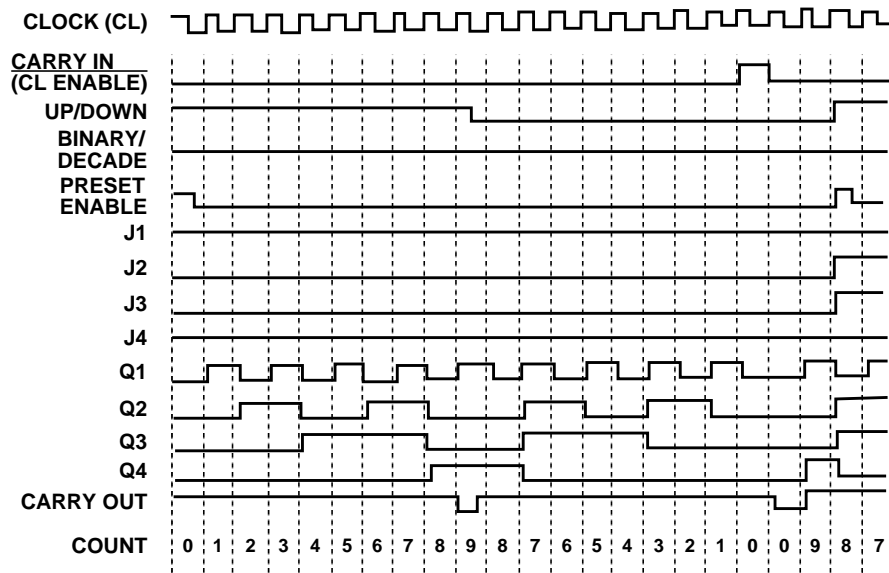 CLOCK (CL)
CARRY IN
(CL ENABLE)
UP/DOWN
BINARY/
DECADE
PRESET
ENABLE
J1
J2
J3
J4
Q1
Q2
Q3
Q4
CARRY OUT
COUNT 0 1 2 3 4 5 6 7 8 9 8 7 6 5 4 3 2 1 0 0 9 8 7